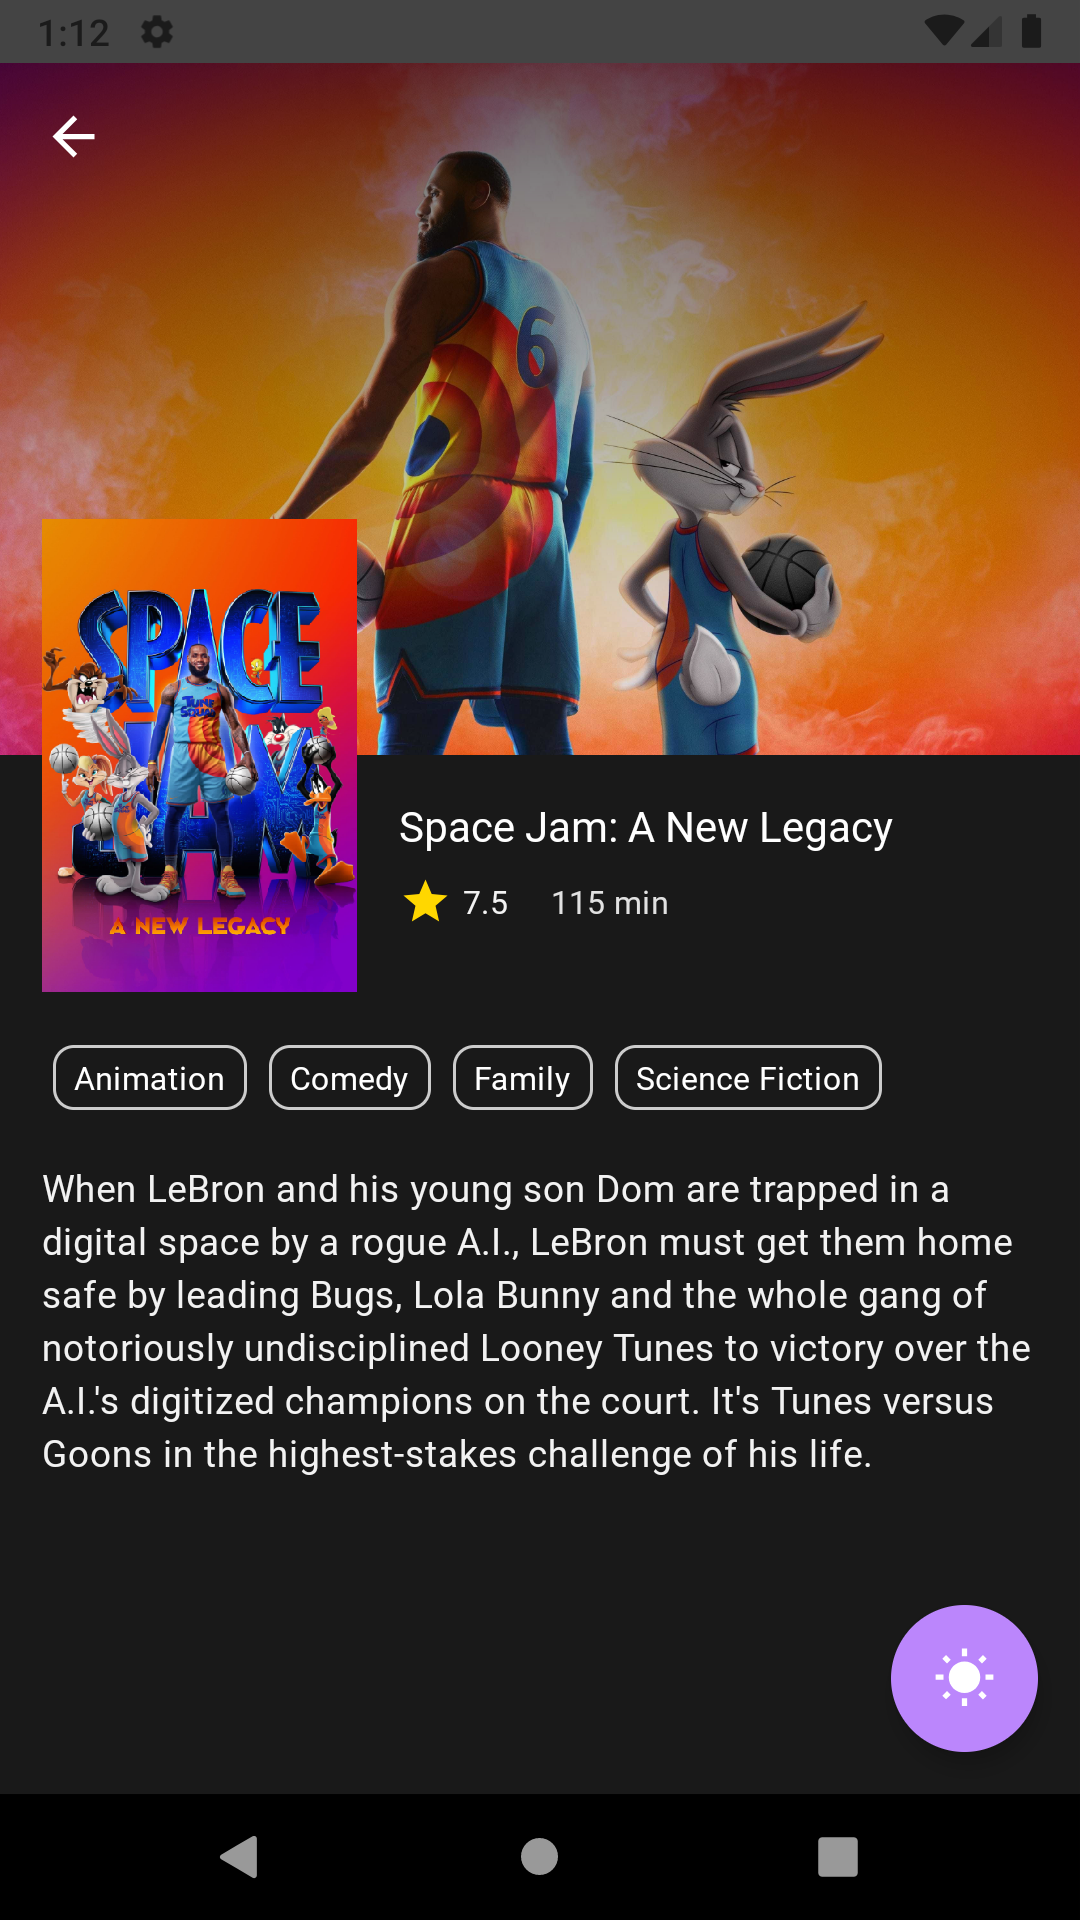 1:12
6
SPACE
JAM
TUNE
SQUAD
A NEW LEGACY
Space Jam: A New Legacy
7.5 115 min
Animation Comedy Family Science Fiction
When LeBron and his young son Dom are trapped in a
digital space by a rogue A.I., LeBron must get them home
safe by leading Bugs, Lola Bunny and the whole gang of
notoriously undisciplined Looney Tunes to victory over the
A.I.'s digitized champions on the court. It's Tunes versus
Goons in the highest-stakes challenge of his life.